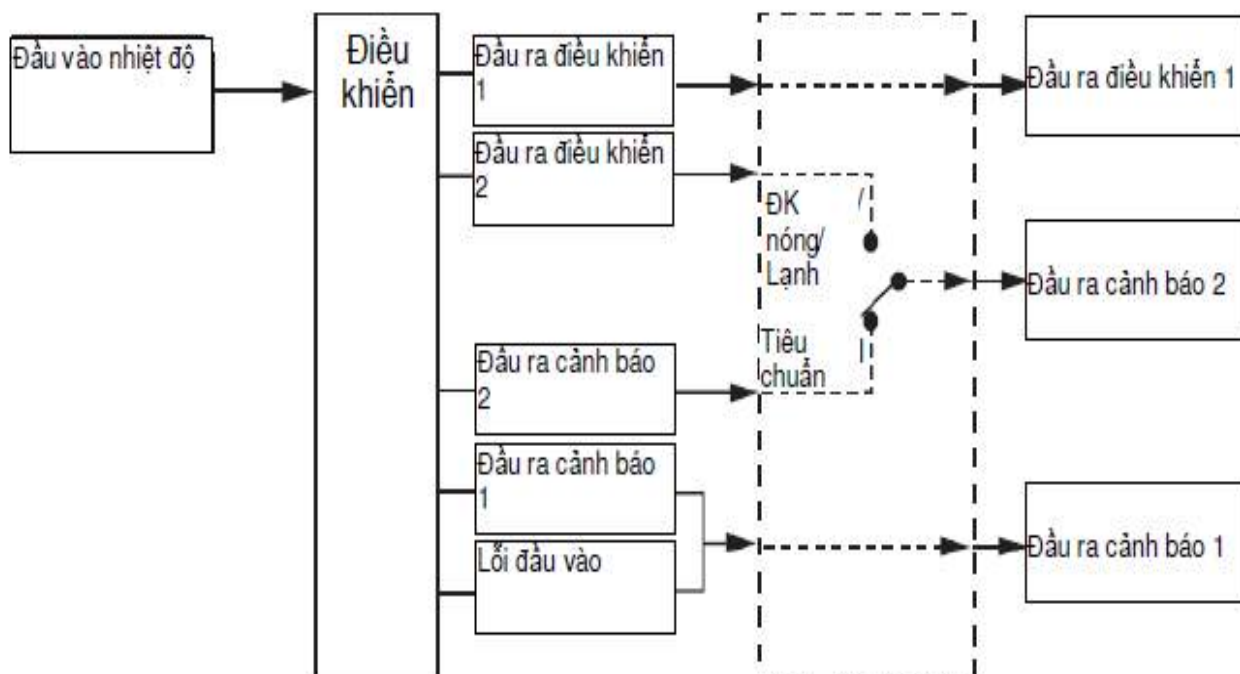 Đầu vào nhiệt độ
Điều
khiển
Đầu ra điều khiển
1
Đầu ra điều khiển
2
Đầu ra cảnh báo
2
Đầu ra cảnh báo
1
Lỗi đầu vào
ĐK /
nóng/
Lạnh
Tiêu
chuẩn
Đầu ra điều khiển 1
Đầu ra cảnh báo 2
Đầu ra cảnh báo 1